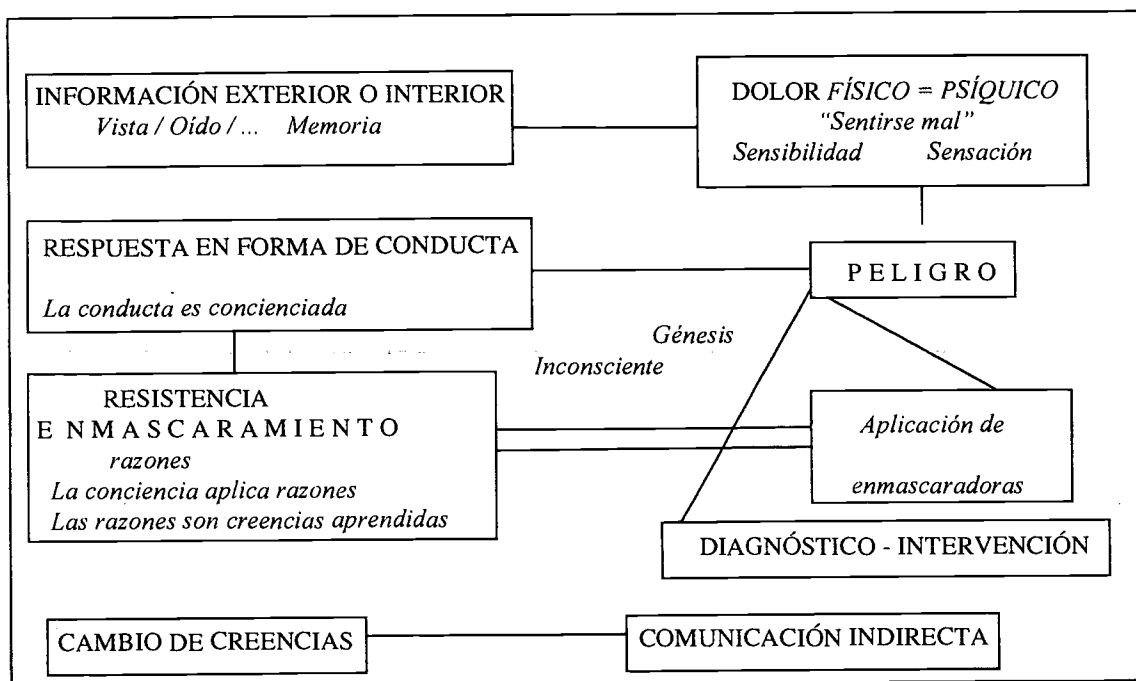 INFORMACIÓN EXTERIOR O INTERIOR
Vista / Oído / ... Memoria
DOLOR FÍSICO = PSÍQUICO
"Sentirse mal"
Sensibilidad Sensación
RESPUESTA EN FORMA DE CONDUCTA
La conducta es concienciada
P E L I G R O
Génesis
Inconsciente
RESISTENCIA
E NMASCARAMIENTO
razones
La conciencia aplica razones
Las razones son creencias aprendidas
Aplicación de
enmascaradoras
DIAGNÓSTICO - INTERVENCIÓN
CAMBIO DE CREENCIAS
COMUNICACIÓN INDIRECTA